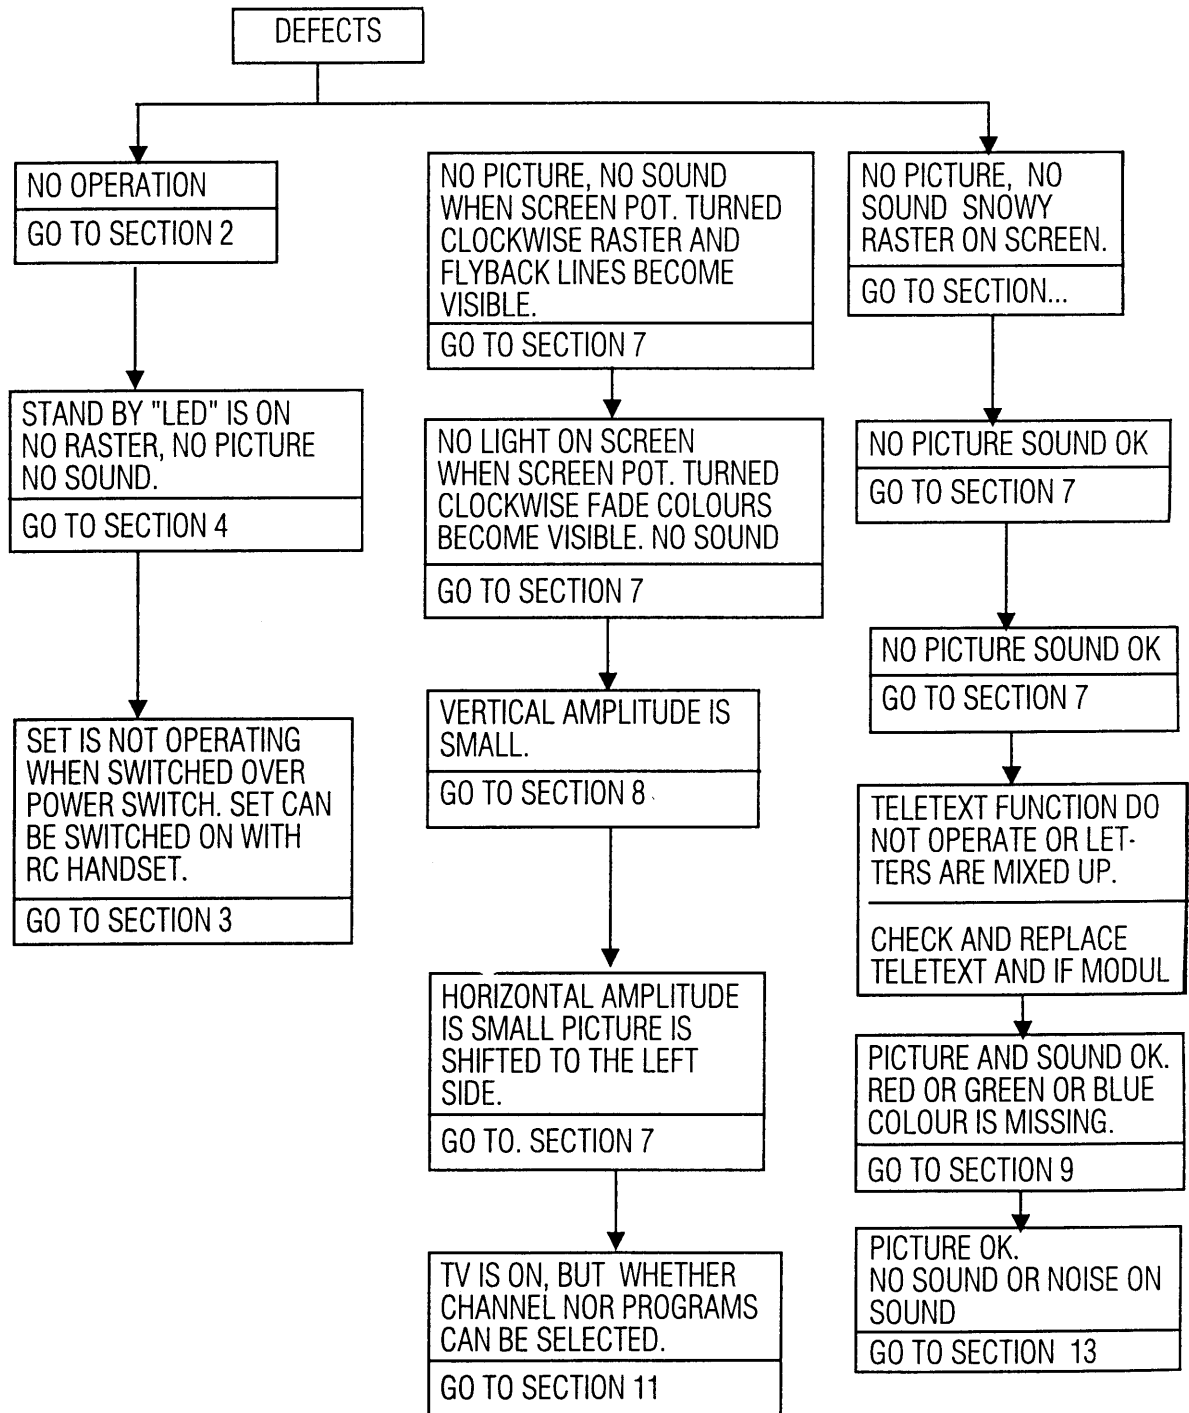 DEFECTS
NO OPERATION
GO TO SECTION 2
STAND BY "LED" IS ON
NO RASTER, NO PICTURE
NO SOUND.
GO TO SECTION 4
SET IS NOT OPERATING
WHEN SWITCHED OVER
POWER SWITCH. SET CAN
BE SWITCHED ON WITH
RC HANDSET.
GO TO SECTION 3
NO PICTURE, NO SOUND
WHEN SCREEN POT. TURNED
CLOCKWISE RASTER AND
FLYBACK LINES BECOME
VISIBLE.
GO TO SECTION 7
NO LIGHT ON SCREEN
WHEN SCREEN POT. TURNED
CLOCKWISE FADE COLOURS
BECOME VISIBLE. NO SOUND
GO TO SECTION 7
VERTICAL AMPLITUDE IS
SMALL.
GO TO SECTION 8
HORIZONTAL AMPLITUDE
IS SMALL PICTURE IS
SHIFTED TO THE LEFT
SIDE.
GO TO. SECTION 7
TV IS ON, BUT WHETHER
CHANNEL NOR PROGRAMS
CAN BE SELECTED.
GO TO SECTION 11
NO PICTURE, NO
SOUND SNOWY
RASTER ON SCREEN.
GO TO SECTION...
NO PICTURE SOUND OK
GO TO SECTION 7
NO PICTURE SOUND OK
GO TO SECTION 7
TELETEXT FUNCTION DO
NOT OPERATE OR LET-
TERS ARE MIXED UP.
CHECK AND REPLACE
TELETEXT AND IF MODUL
PICTURE AND SOUND OK.
RED OR GREEN OR BLUE
COLOUR IS MISSING.
GO TO SECTION 9
PICTURE OK.
NO SOUND OR NOISE ON
SOUND
GO TO SECTION 13